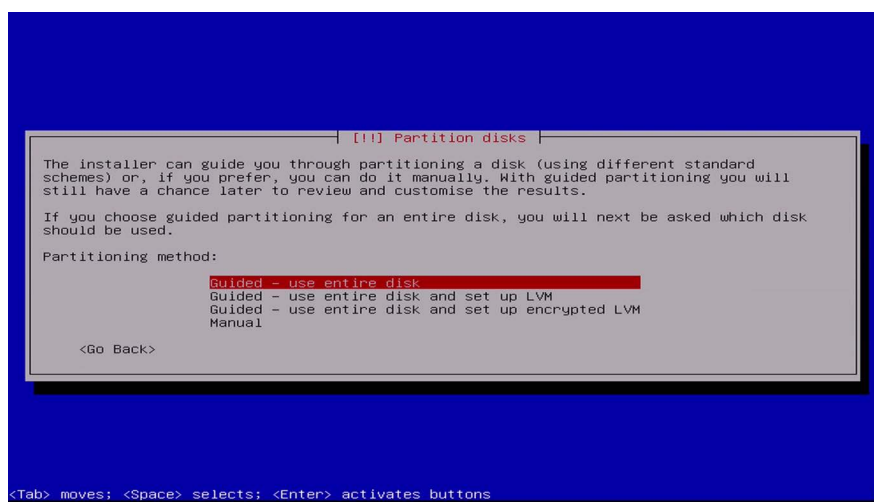 [!!] Partition disks
The installer can guide you through partitioning a disk (using different standard
schemes) or, if you prefer, you can do it manually. With guided partitioning you will
still have a chance later to review and customise the results.
If you choose guided partitioning for an entire disk, you will next be asked which disk
should be used.
Partitioning method:
Guided – use entire disk
Guided – use entire disk and set up LVM
Guided – use entire disk and set up encrypted LVM
Manual
<Go Back>
<Tab> moves; <Space> selects; <Enter> activates buttons